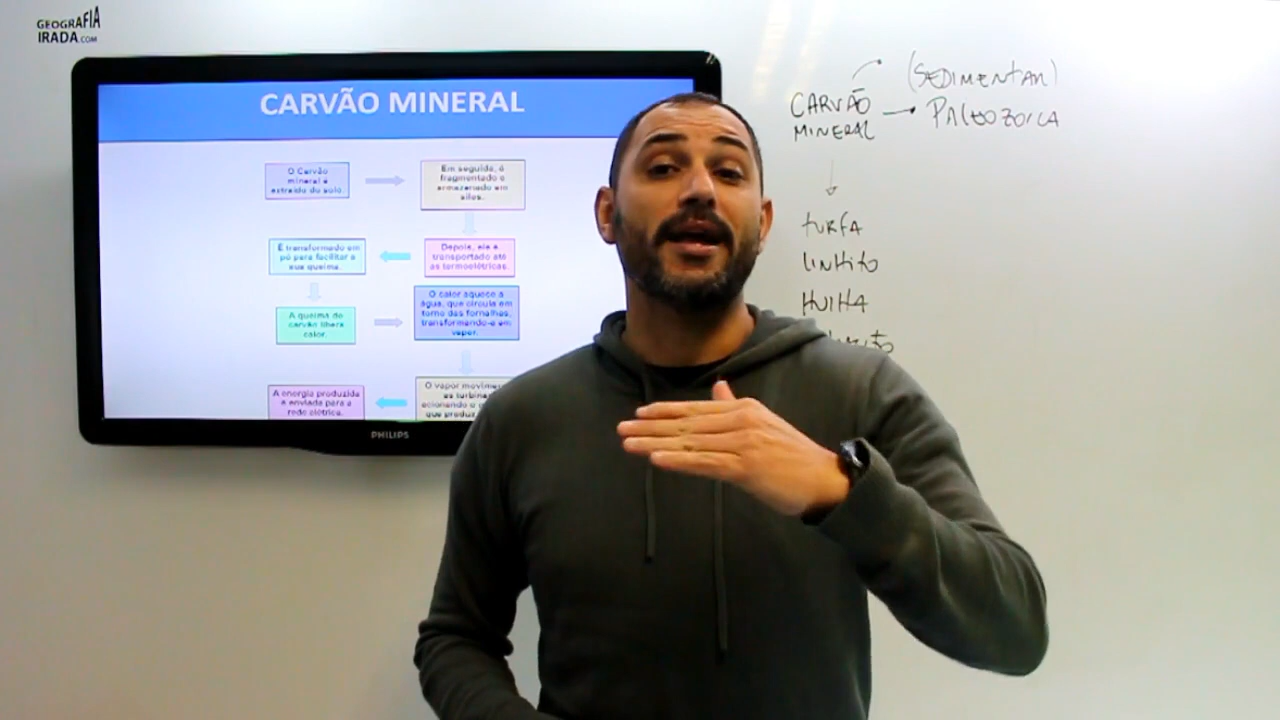 GEOGRAFIA
IRADA.COM
CARVÃO MINERAL
O Carvão
mineral é
extraído do solo.
Em seguida, é
fragmentado e
armazenado em
silos.
Depois, ele é
transportado até
as termoelétricas.
É transformado em
pó para facilitar a
sua queima.
A queima do
carvão libera
calor.
O calor aquece a
água, que circula em
torno das fornalhas,
transformando-a em
vapor.
O vapor
que
A energia produzida
é enviada para a
rede elétrica.
PHILIPS
(SEDIMENTAR)
CARVÃO
MINERAL
PALEOZOICA
TURFA
LINHITO
HULHA